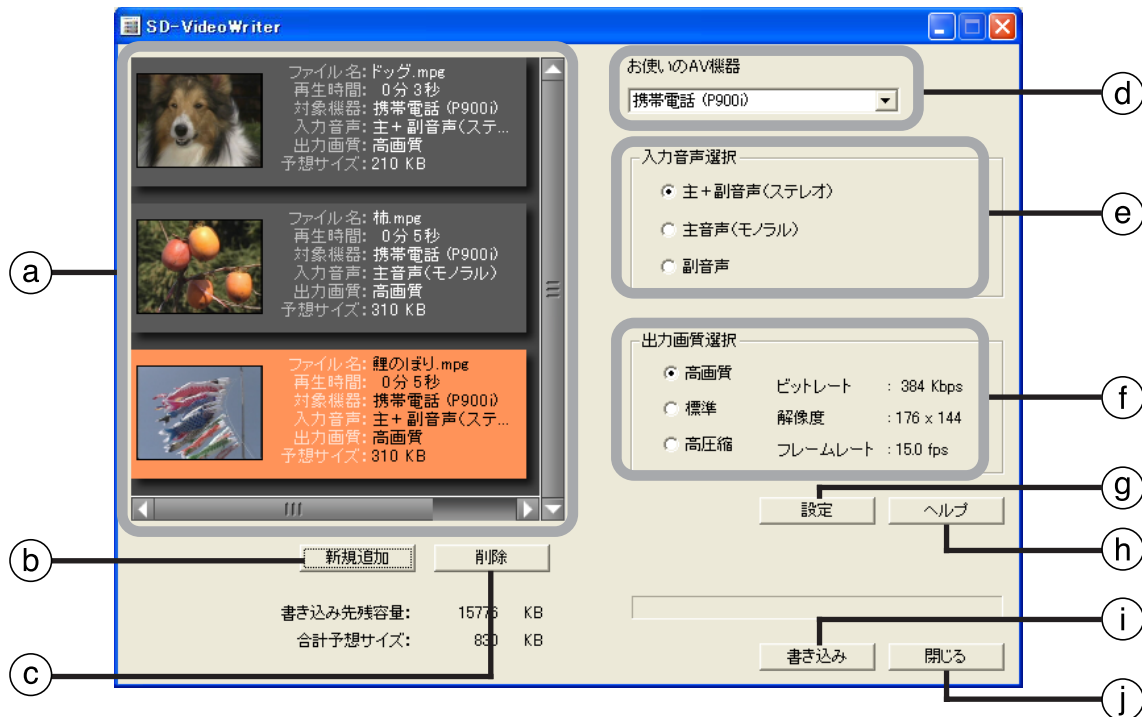 SD-VideoWriter
ファイル名: ドッグ.mpg
再生時間: 0分3秒
対象機器: 携帯電話 (P900i)
入力音声: 主+副音声(ステ...
出力画質: 高画質
予想サイズ: 210 KB
ファイル名: 柿.mpg
再生時間: 0分5秒
対象機器: 携帯電話 (P900i)
入力音声: 主音声(モノラル)
出力画質: 高画質
予想サイズ: 310 KB
ファイル名: 鯉のぼり.mpg
再生時間: 0分5秒
対象機器: 携帯電話 (P900i)
入力音声: 主+副音声(ステ...
出力画質: 高画質
予想サイズ: 310 KB
a
新規追加
削除
b
書き込み先残容量: 15776 KB
合計予想サイズ: 830 KB
c
お使いのAV機器
携帯電話 (P900i)
d
入力音声選択
主+副音声(ステレオ)
主音声(モノラル)
副音声
e
出力画質選択
高画質
標準
高圧縮
ビットレート : 384 Kbps
解像度 : 176 x 144
フレームレート : 15.0 fps
f
設定
ヘルプ
g
h
書き込み
閉じる
i
j